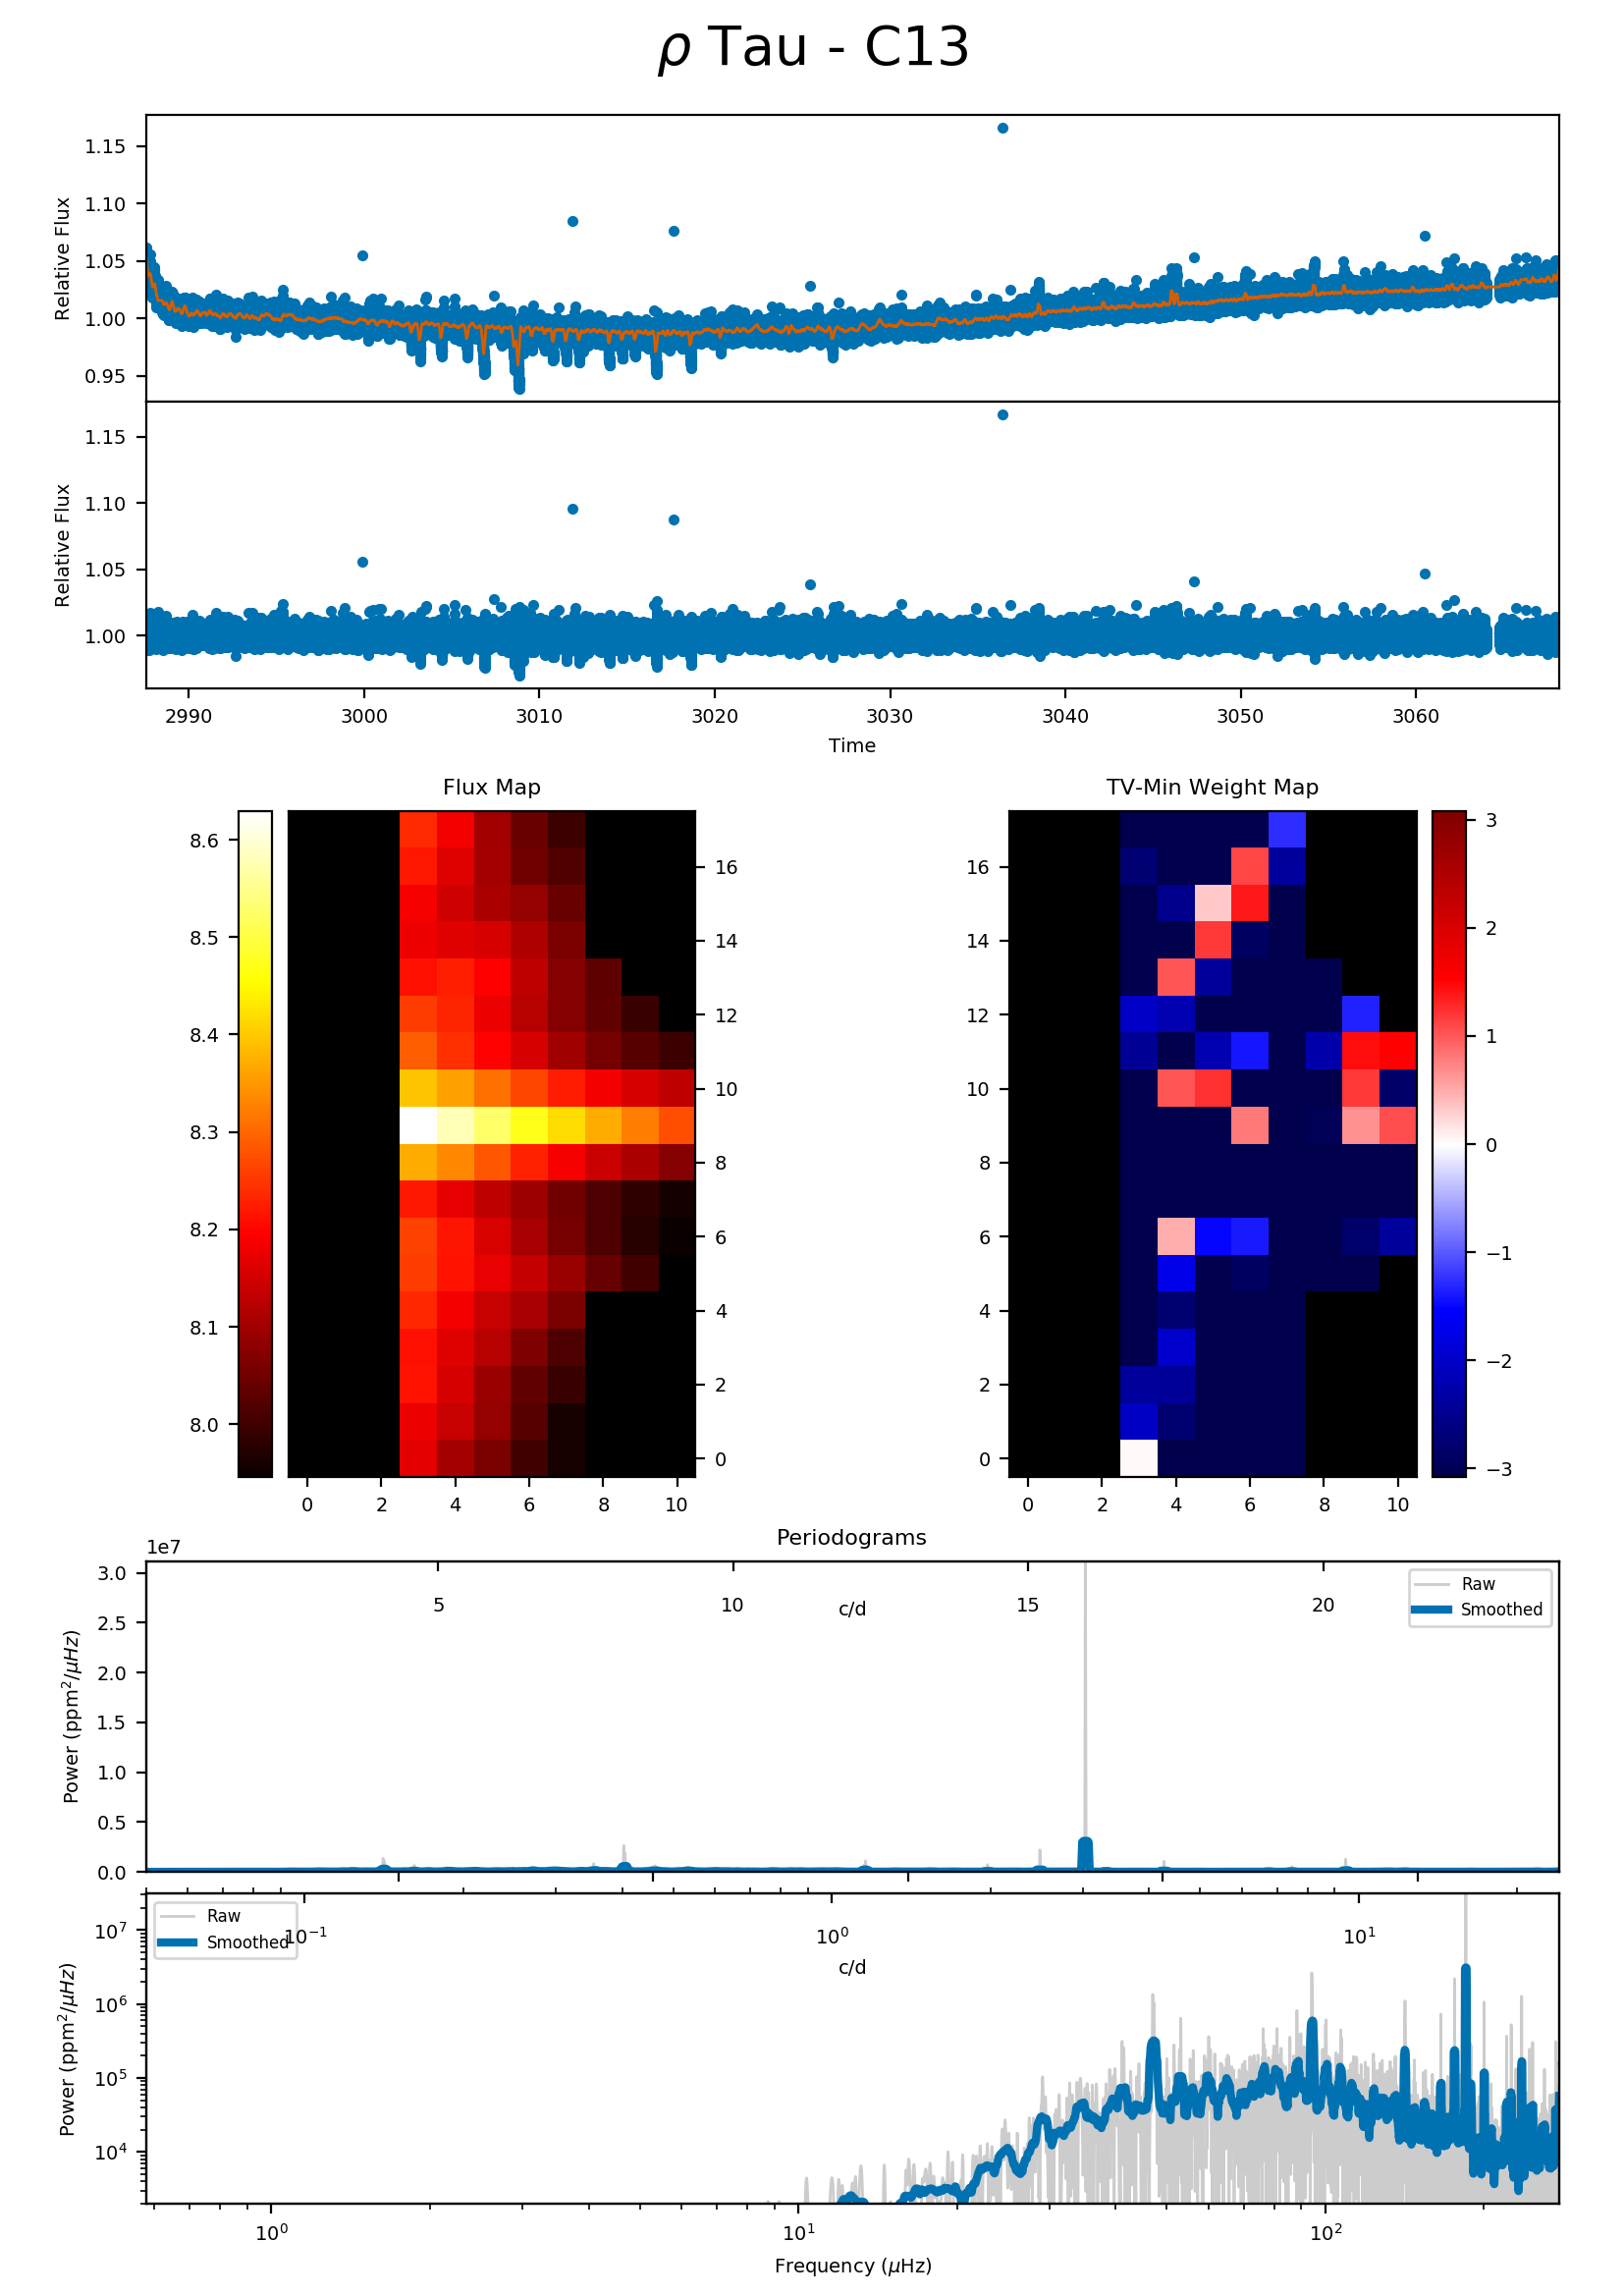 ρ Tau - C13
1.15
1.10
1.05
1.00
0.95
Relative Flux
1.15
1.10
1.05
1.00
Relative Flux
2990 3000 3010 3020 3030 3040 3050 3060
Time
Flux Map
8.6
8.5
8.4
8.3
8.2
8.1
8.0
16
14
12
10
8
6
4
2
0
0 2 4 6 8 10
TV-Min Weight Map
16
14
12
10
8
6
4
2
0
0 2 4 6 8 10
3
2
1
0
−1
−2
−3
Periodograms
1e7
3.0
2.5
2.0
1.5
1.0
0.5
0.0
Power (ppm²/μHz)
5 10 15 20
c/d
Raw
Smoothed
10⁷
10⁶
10⁵
10⁴
Power (ppm²/μHz)
Raw
Smoothed
10⁻¹ 10⁰ 10¹
c/d
10⁰ 10¹ 10²
Frequency (μHz)